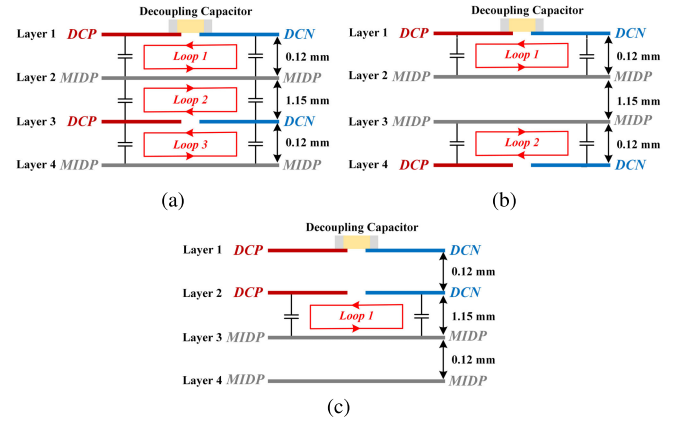 Decoupling Capacitor
Layer 1 DCP DCN
Loop 1 0.12 mm
Layer 2 MIDP MIDP
Loop 2 1.15 mm
Layer 3 DCP DCN
Loop 3 0.12 mm
Layer 4 MIDP MIDP
(a)
Decoupling Capacitor
Layer 1 DCP DCN
Loop 1 0.12 mm
Layer 2 MIDP MIDP
1.15 mm
Layer 3 MIDP MIDP
Loop 2 0.12 mm
Layer 4 DCP DCN
(b)
Decoupling Capacitor
Layer 1 DCP DCN
0.12 mm
Layer 2 DCP DCN
Loop 1 1.15 mm
Layer 3 MIDP MIDP
0.12 mm
Layer 4 MIDP MIDP
(c)